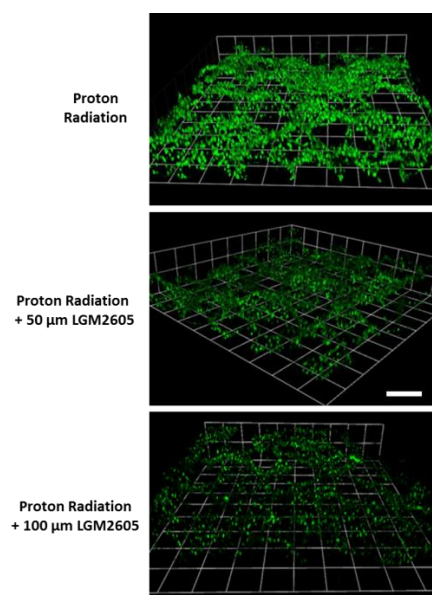 Proton
Radiation
Proton Radiation
+ 50 μm LGM2605
Proton Radiation
+ 100 μm LGM2605